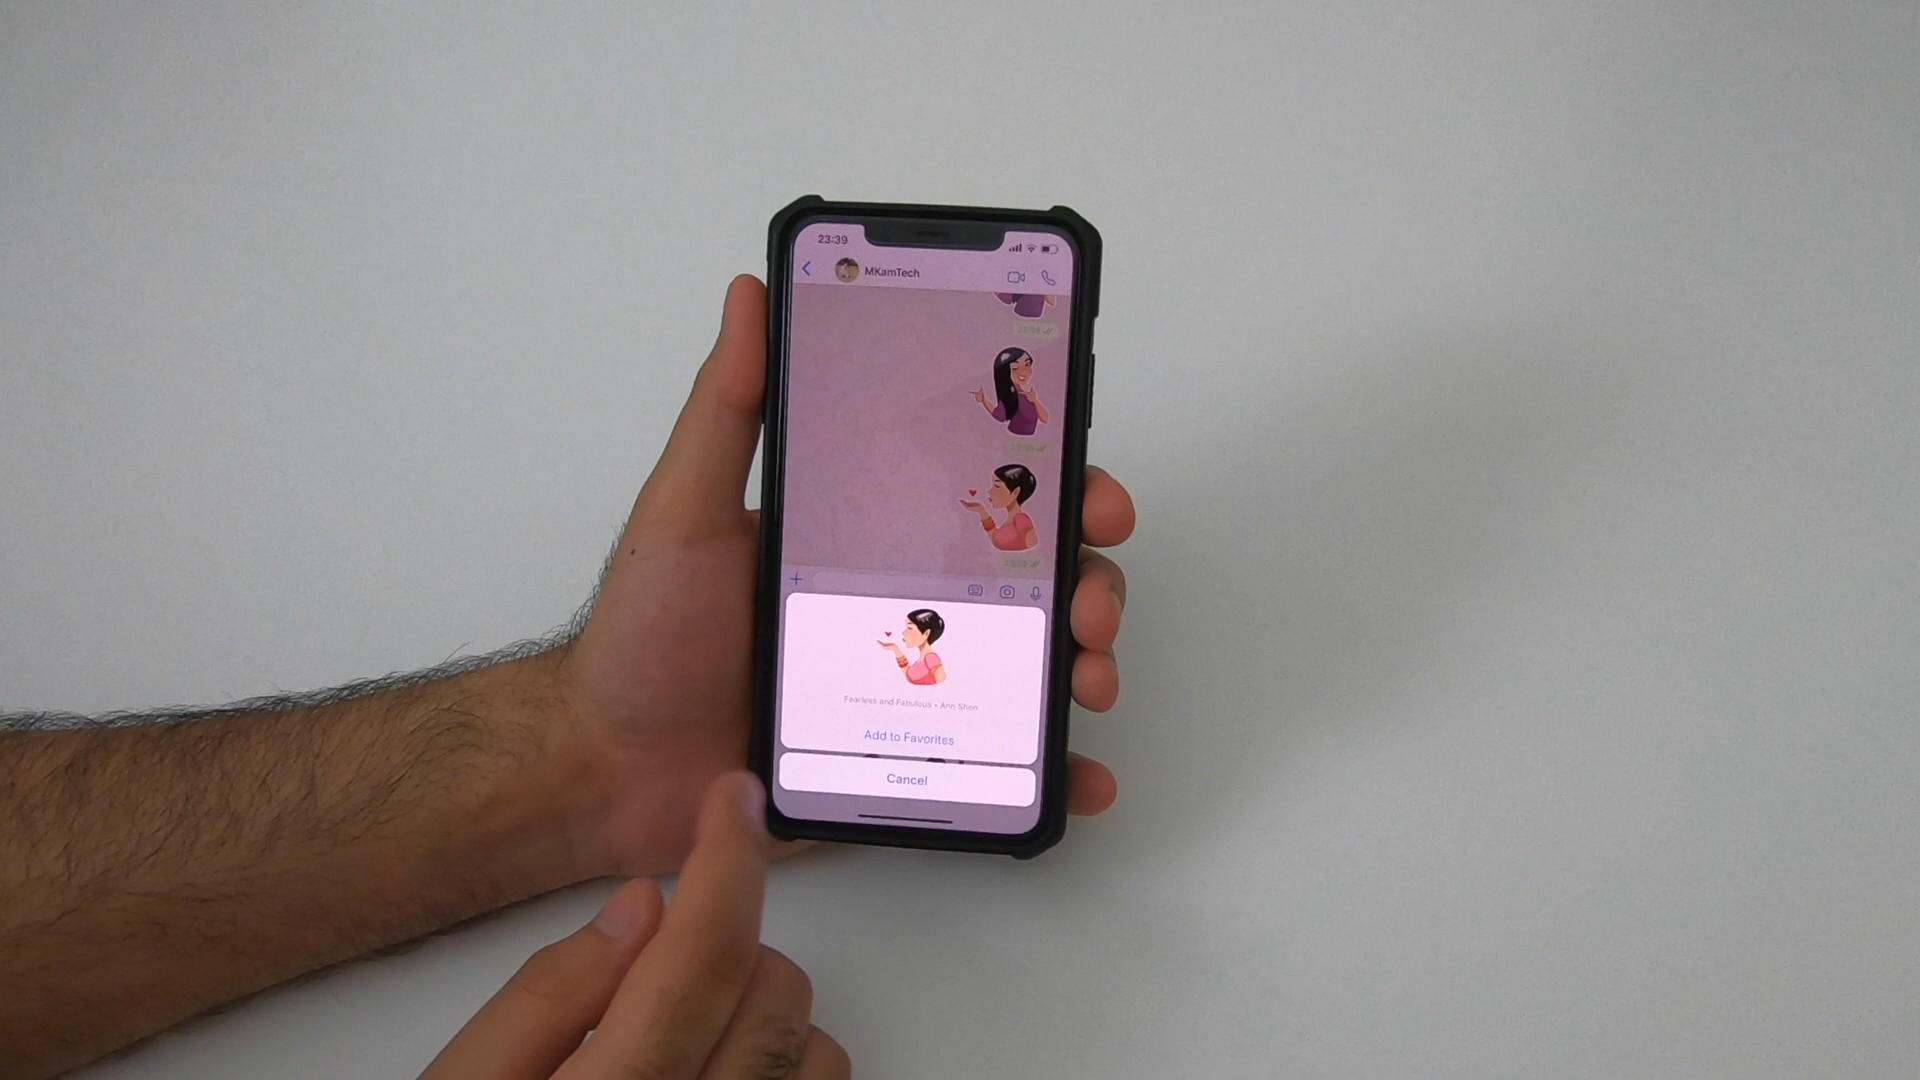 23:39
MKamTech
Fearless and Fabulous • Ann Shen
Add to Favorites
Cancel